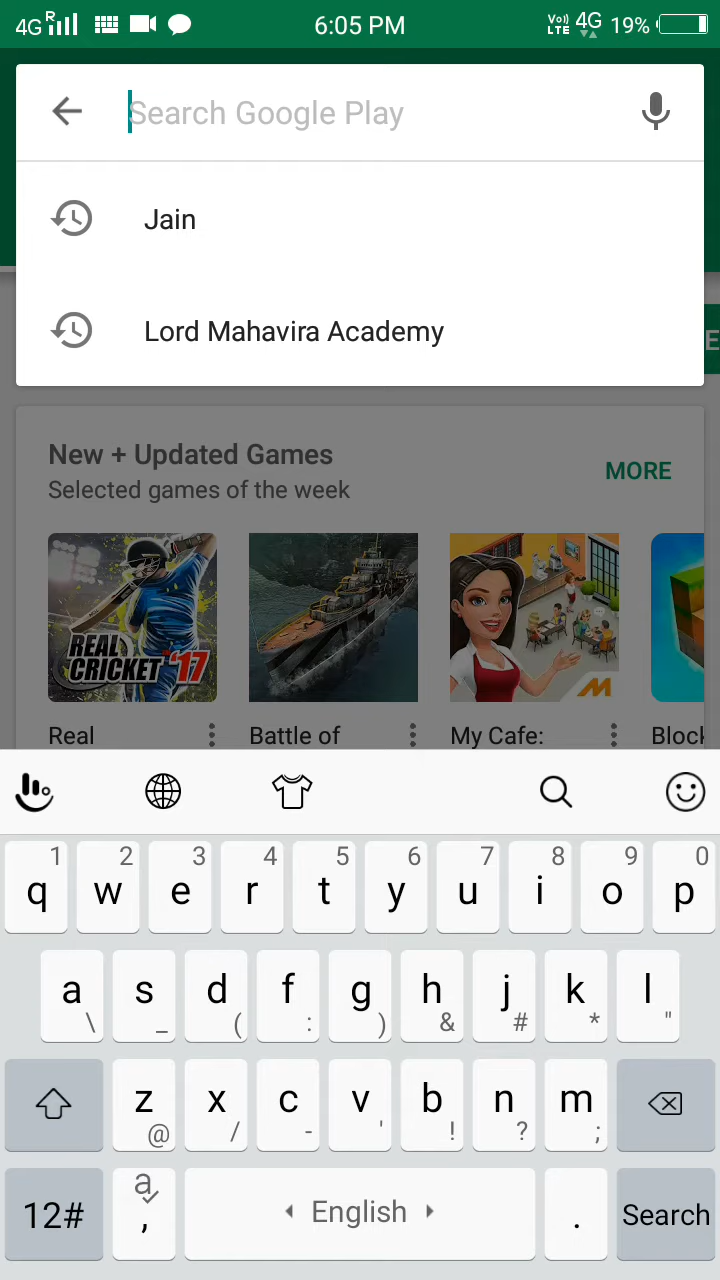 4G R 6:05 PM Vo) LTE 4G 19%
Search Google Play
Jain
Lord Mahavira Academy
E
New + Updated Games
Selected games of the week
MORE
REAL CRICKET '17
Real Battle of My Cafe: Block
1 2 3 4 5 6 7 8 9 0
q w e r t y u i o p
a s d f g h j k l
\ _ ( : ) & # * "
z x c v b n m
@ / - ' ! ? ;
12# a , English . Search